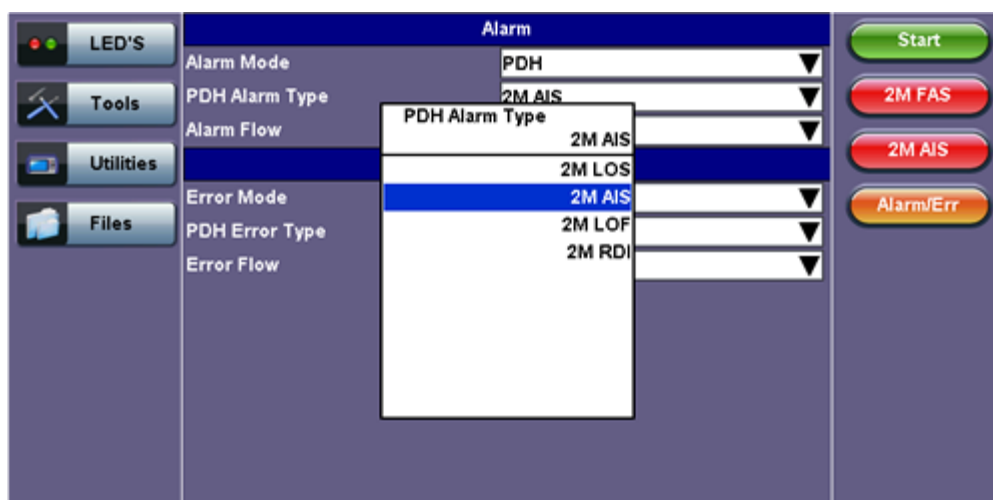 LED'S
Tools
Utilities
Files
Alarm
Alarm Mode PDH
PDH Alarm Type 2M AIS
Alarm Flow
Error Mode
PDH Error Type
Error Flow
PDH Alarm Type
2M AIS
2M LOS
2M AIS
2M LOF
2M RDI
Start
2M FAS
2M AIS
Alarm/Err